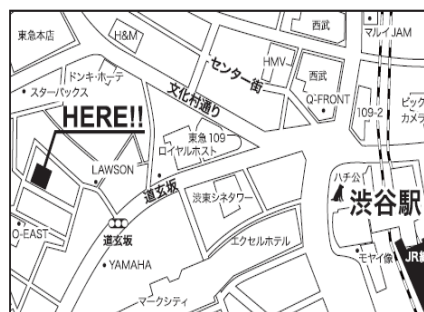 東急本店
H&M
西武
マルイJAM
ドンキ・ホーテ
スターバックス
センター街
HMV
西武
文化村通り
Q-FRONT
109-2
ビック
カメラ
HERE!!
東急109
ロイヤルホスト
LAWSON
道玄坂
渋東シネタワー
ハチ公
渋谷駅
O-EAST
道玄坂
エクセルホテル
モヤイ像
YAMAHA
マークシティ